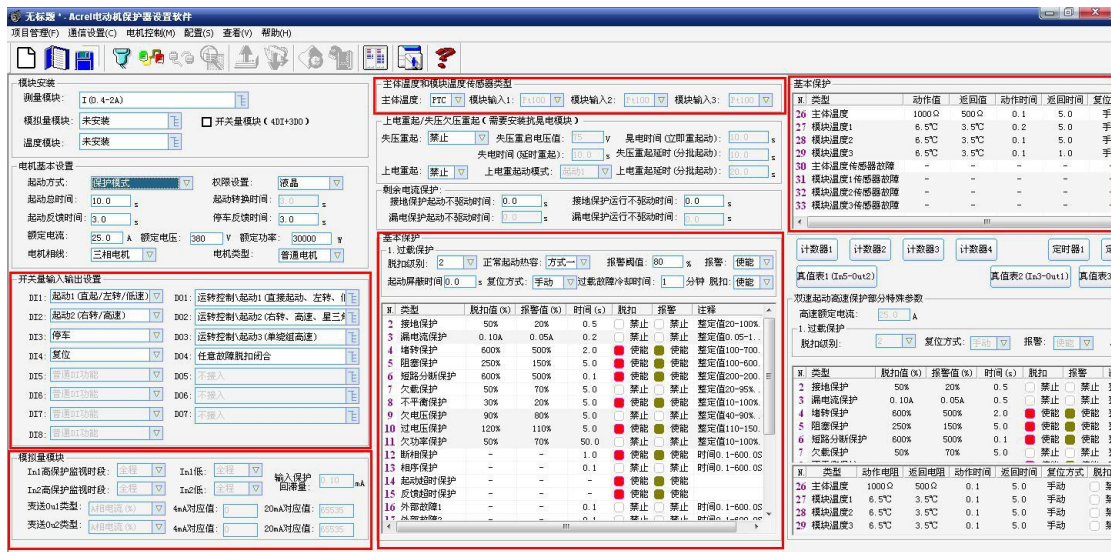 无标题 * - Acrel电动机保护器设置软件
项目管理(F) 通信设置(C) 电机控制(M) 配置(S) 查看(V) 帮助(H)
模块安装
测量模块: I(0.4-2A)
模拟量模块: 未安装 开关量模块(4DI+3DO)
温度模块: 未安装
电机基本设置
起动方式: 保护模式 权限设置: 液晶
起动总时间: 10.0 s 起动转换时间: 3.0 s
起动反馈时间: 3.0 s 停车反馈时间: 3.0 s
额定电流: 25.0 A 额定电压: 380 V 额定功率: 30000 W
电机相线: 三相电机 电机类型: 普通电机
开关量输入输出设置
DI1: 起动1(直起/左转/低速) DO1: 运转控制\起动1(直接起动、左转、
DI2: 起动2(右转/高速) DO2: 运转控制\起动2(右转、高速、星三
DI3: 停车 DO3: 运转控制\起动3(单绕组高速)
DI4: 复位 DO4: 任意故障脱扣闭合
DI5: 普通DI功能 DO5: 不接入
DI6: 普通DI功能 DO6: 不接入
DI7: 普通DI功能 DO7: 不接入
DI8: 普通DI功能
模拟量模块
In1高保护监视时段: 全程 In1低: 全程 输入保护回滞量: 0.10 mA
In2高保护监视时段: 全程 In2低: 全程
变送Ou1类型: A相电流(%) 4mA对应值: 0 20mA对应值: 65535
变送Ou2类型: A相电流(%) 4mA对应值: 0 20mA对应值: 65535
主体温度和模块温度传感器类型
主体温度: PTC 模块输入1: Pt100 模块输入2: Pt100 模块输入3: Pt100
上电重起/失压欠压重起(需要安装抗晃电模块)
失压重起: 禁止 失压重启电压值: 75 V 晃电时间(立即重起动): 10.0 s
失电时间(延时重起): 10.0 s 失压重起延时(分批起动): 20.0 s
上电重起: 禁止 上电重起动模式: 起动1 上电重起延时(分批起动): 20.0 s
剩余电流保护:
接地保护起动不驱动时间: 0.0 s 接地保护运行不驱动时间: 0.0 s
漏电保护起动不驱动时间: 0.0 s 漏电保护运行不驱动时间: 0.0 s
基本保护
1.过载保护
脱扣级别: 2 正常起动热容: 方式一 报警阀值: 80 % 报警: 使能
起动屏蔽时间 0.0 s 复位方式: 手动 过载故障冷却时间: 1 分钟 脱扣: 使能
N. 类型 脱扣值(%) 报警值(%) 时间(s) 脱扣 报警 注释
2 接地保护 50% 20% 0.5 禁止 禁止 整定值20-100%
3 漏电流保护 0.10A 0.05A 0.2 禁止 禁止 整定值0.05-1..
4 堵转保护 600% 500% 2.0 使能 使能 整定值100-700.
5 阻塞保护 250% 150% 5.0 使能 使能 整定值100-600.
6 短路分断保护 600% 500% 0.1 使能 使能 整定值200-200.
7 欠载保护 50% 70% 5.0 禁止 禁止 整定值20-95%..
8 不平衡保护 30% 20% 5.0 使能 使能 整定值10-100%.
9 欠电压保护 90% 80% 5.0 使能 使能 整定值40-90%..
10 过电压保护 120% 110% 5.0 使能 使能 整定值110-150.
11 欠功率保护 50% 70% 50.0 禁止 禁止 整定值10-100%.
12 断相保护 - - 1.0 使能 使能 时间0.1-600.0S
13 相序保护 - - 0.1 禁止 禁止 时间0.1-600.0S
14 起动超时保护 - - - 使能 使能
15 反馈超时保护 - - - 使能 使能
16 外部故障1 - - 0.1 禁止 禁止 时间0.1-600.0S
17 外部故障2 - - 0.1 禁止 禁止 时间0.1-600.0S
基本保护
N. 类型 动作值 返回值 动作时间 返回时间 复位
26 主体温度 1000Ω 500Ω 0.1 5.0 手
27 模块温度1 6.5℃ 3.5℃ 0.2 5.0 手
28 模块温度2 6.5℃ 3.5℃ 0.1 5.0 手
29 模块温度3 6.5℃ 3.5℃ 0.1 1.0 手
30 主体温度传感器故障 - - - -
31 模块温度1传感器故障 - - - -
32 模块温度2传感器故障 - - - -
33 模块温度3传感器故障 - - - -
计数器1 计数器2 计数器3 计数器4 定时器1 定
真值表1(In5-Out2) 真值表2(In3-Out1) 真值表3
双速起动高速保护部分特殊参数
高速额定电流: 25.0 A
1.过载保护
脱扣级别: 2 复位方式: 手动 报警: 使能
N. 类型 脱扣值(%) 报警值(%) 时间(s) 脱扣 报警
2 接地保护 50% 20% 0.5 禁止 禁止
3 漏电流保护 0.10A 0.05A 0.5 禁止 禁止
4 堵转保护 600% 500% 2.0 使能 使能
5 阻塞保护 250% 150% 5.0 使能 使能
6 短路分断保护 600% 500% 0.1 使能 使能
7 欠载保护 50% 70% 5.0 禁止 禁止
N. 类型 动作电阻 返回电阻 动作时间 返回时间 复位方式 脱扣
26 主体温度 1000Ω 500Ω 0.1 5.0 手动
27 模块温度1 6.5℃ 3.5℃ 0.1 5.0 手动
28 模块温度2 6.5℃ 3.5℃ 0.1 5.0 手动
29 模块温度3 6.5℃ 3.5℃ 0.1 5.0 手动